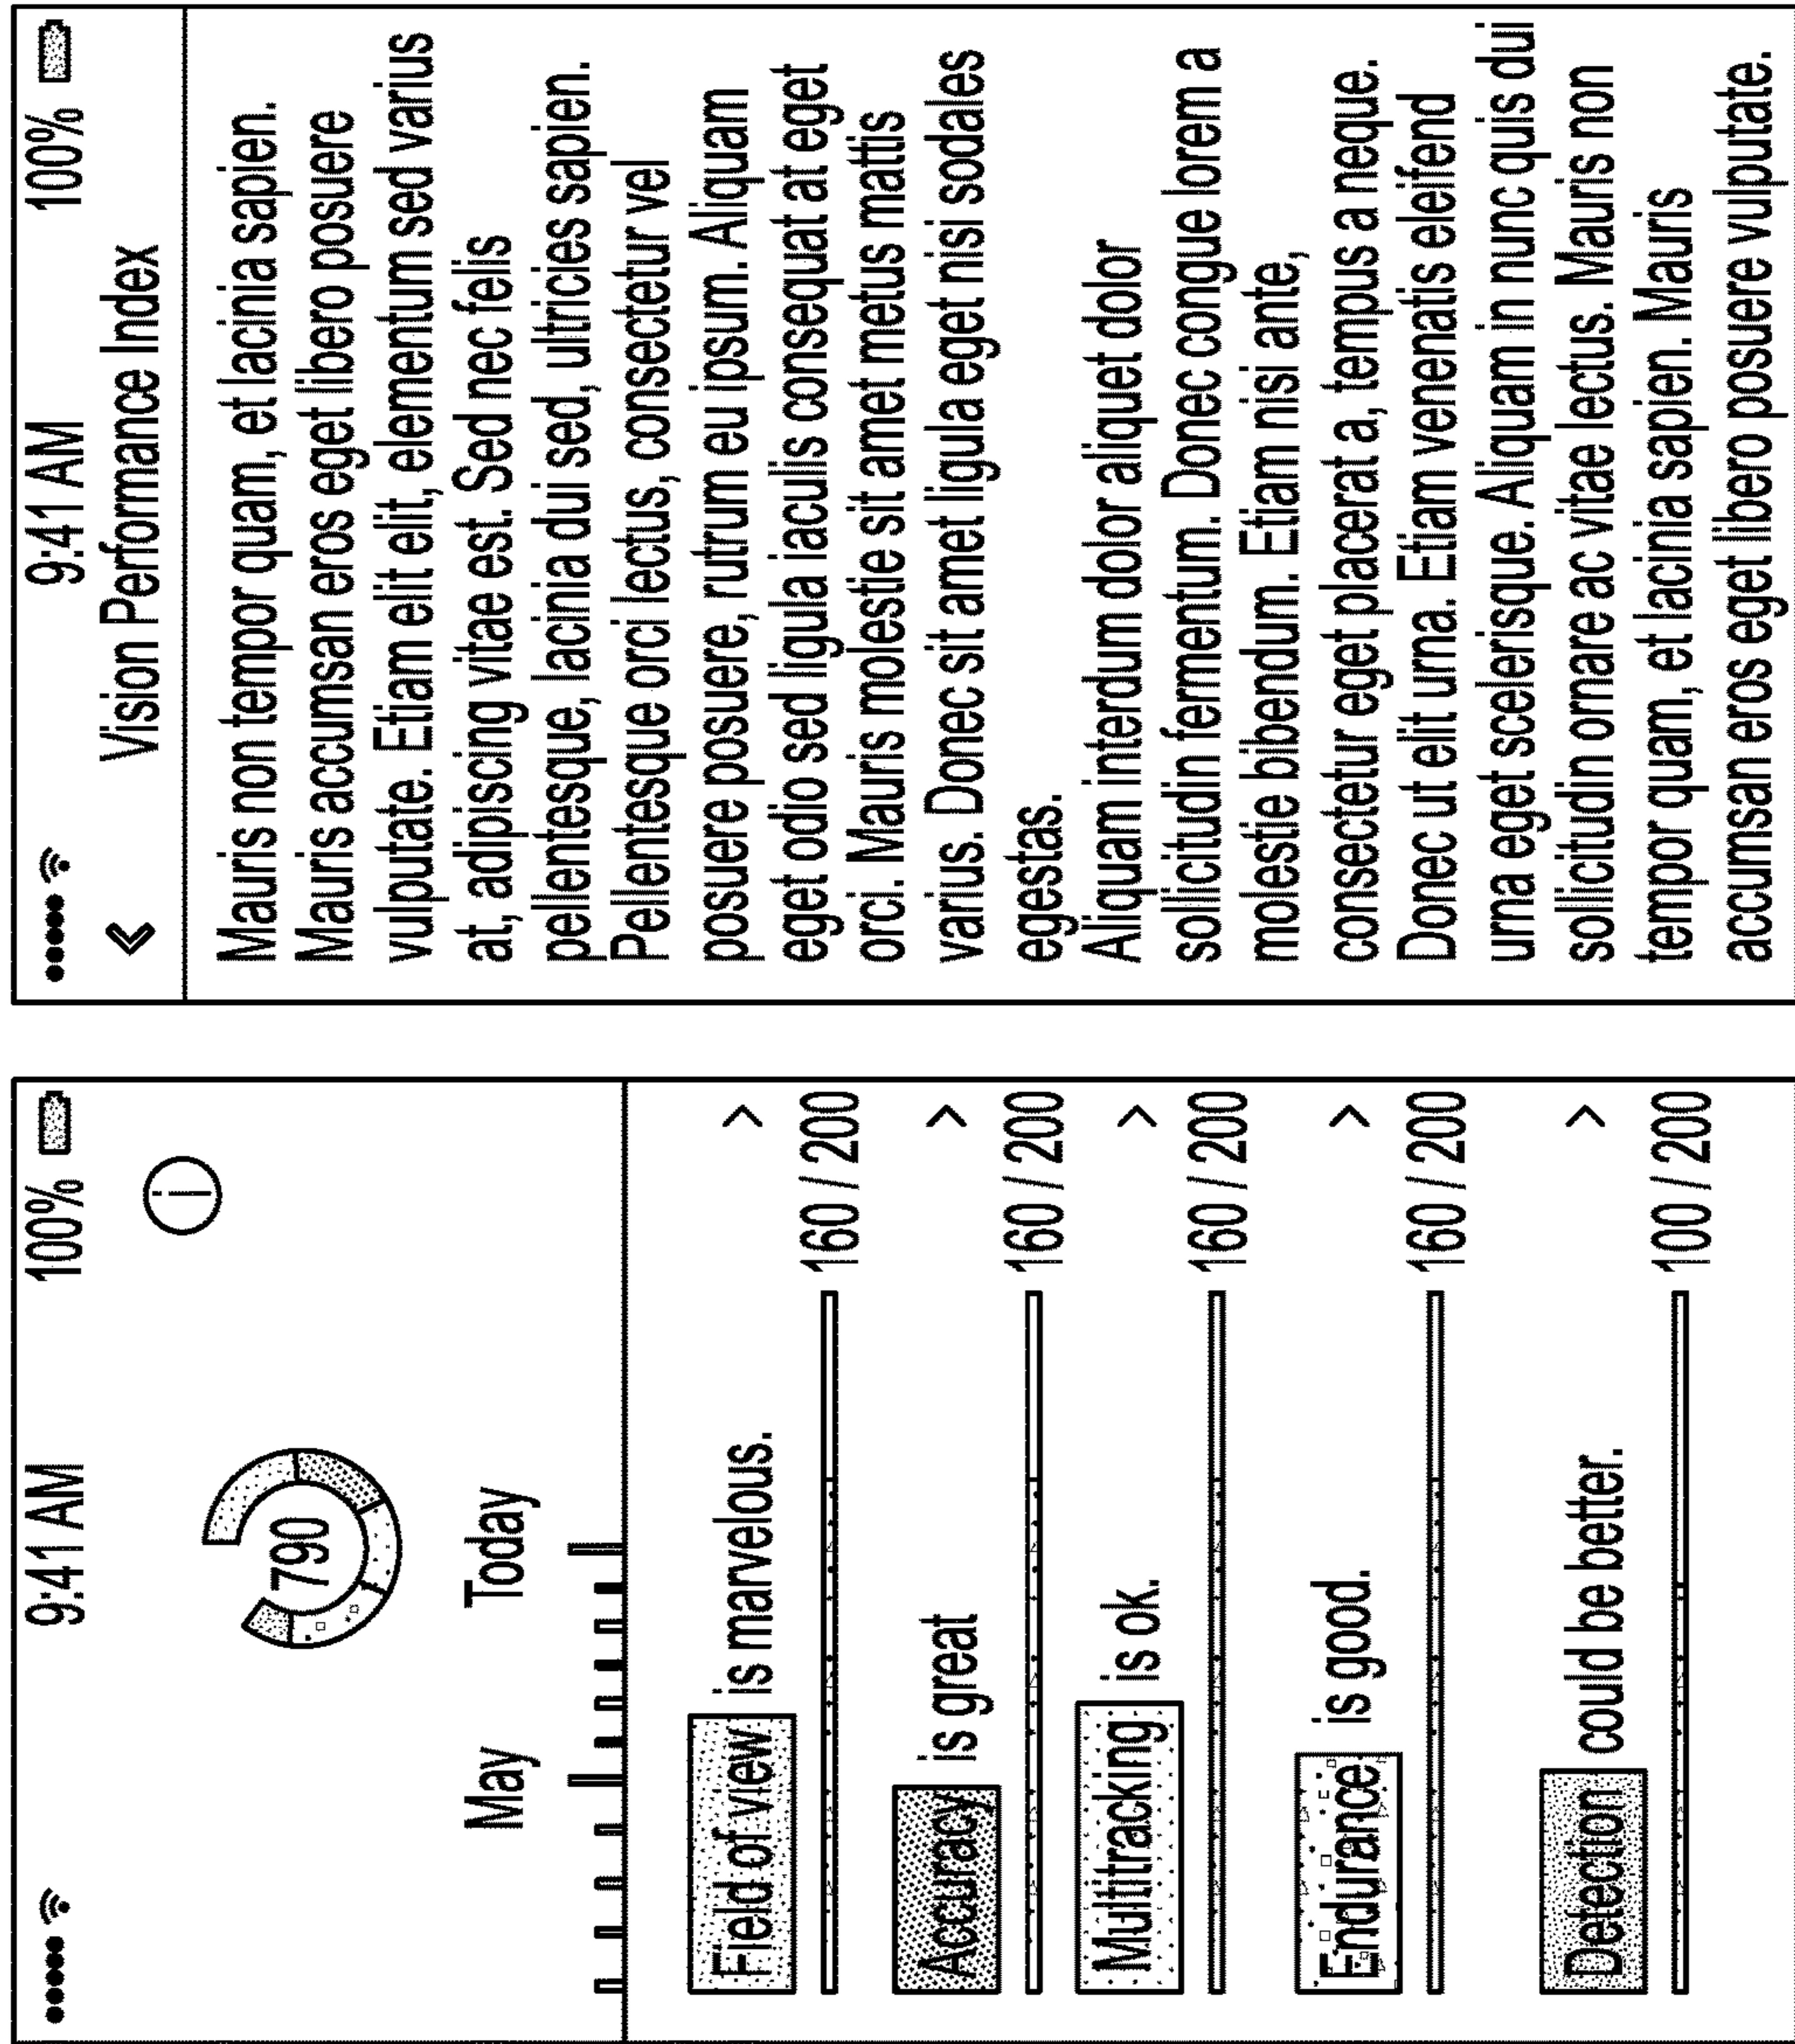 9:41 AM 100%
790
May Today
Field of view is marvelous. >
160 / 200
Accuracy is great >
160 / 200
Multitracking is ok. >
160 / 200
Endurance is good. >
160 / 200
Detection could be better. >
100 / 200
9:41 AM 100%
Vision Performance Index
Mauris non tempor quam, et lacinia sapien.
Mauris accumsan eros eget libero posuere
vulputate. Etiam elit elit, elementum sed varius
at, adipiscing vitae est. Sed nec felis
pellentesque, lacinia dui sed, ultricies sapien.
Pellentesque orci lectus, consectetur vel
posuere posuere, rutrum eu ipsum. Aliquam
eget odio sed ligula iaculis consequat at eget
orci. Mauris molestie sit amet metus mattis
varius. Donec sit amet ligula eget nisi sodales
egestas.
Aliquam interdum dolor aliquet dolor
sollicitudin fermentum. Donec congue lorem a
molestie bibendum. Etiam nisi ante,
consectetur eget placerat a, tempus a neque.
Donec ut elit urna. Etiam venenatis eleifend
urna eget scelerisque. Aliquam in nunc quis dui
sollicitudin ornare ac vitae lectus. Mauris non
tempor quam, et lacinia sapien. Mauris
accumsan eros eget libero posuere vulputate.